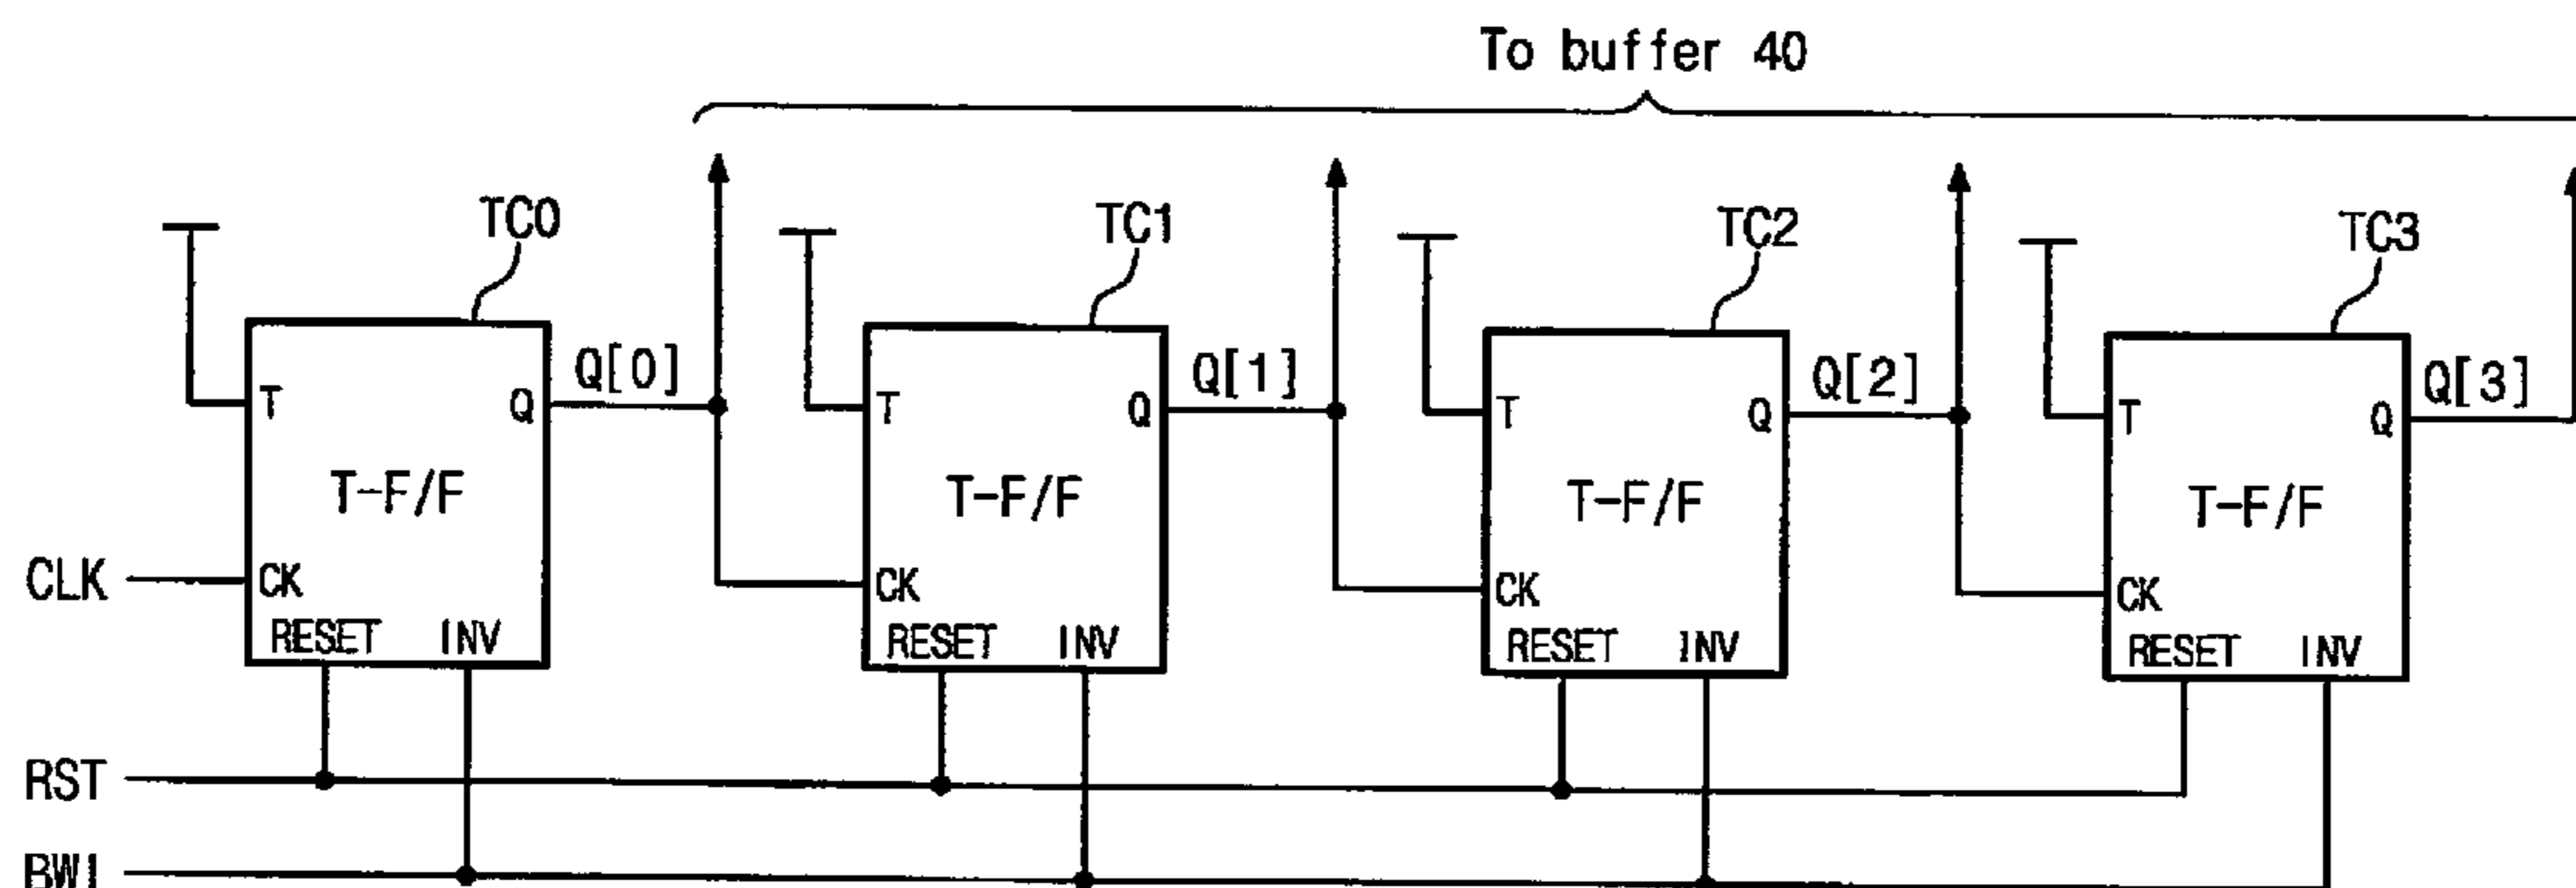 To buffer 40
TC0 TC1 TC2 TC3
Q[0] Q[1] Q[2] Q[3]
T Q T Q T Q T Q
T-F/F T-F/F T-F/F T-F/F
CLK CK CK CK CK
RESET INV RESET INV RESET INV RESET INV
RST
BWI